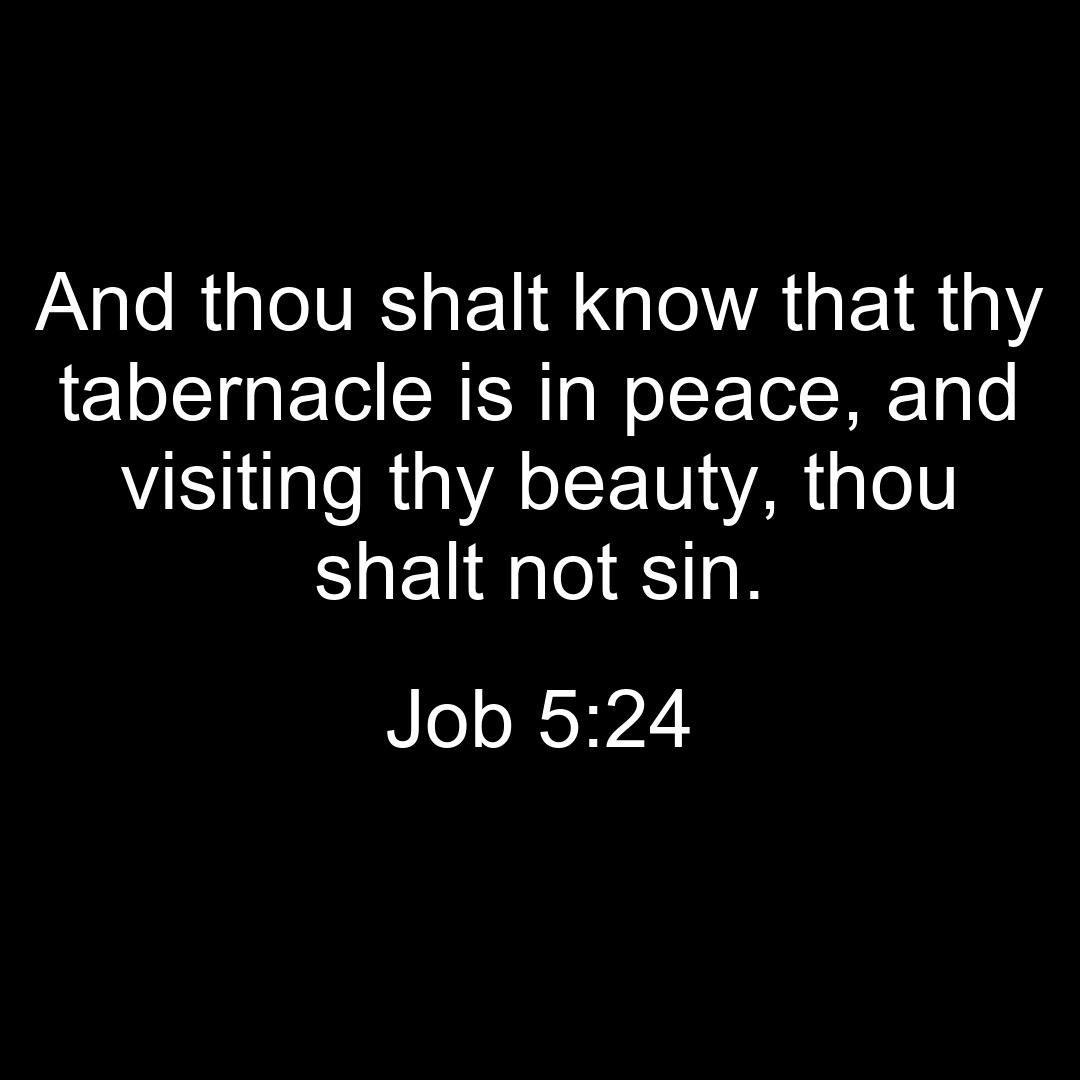 And thou shalt know that thy
tabernacle is in peace, and
visiting thy beauty, thou
shalt not sin.
Job 5:24